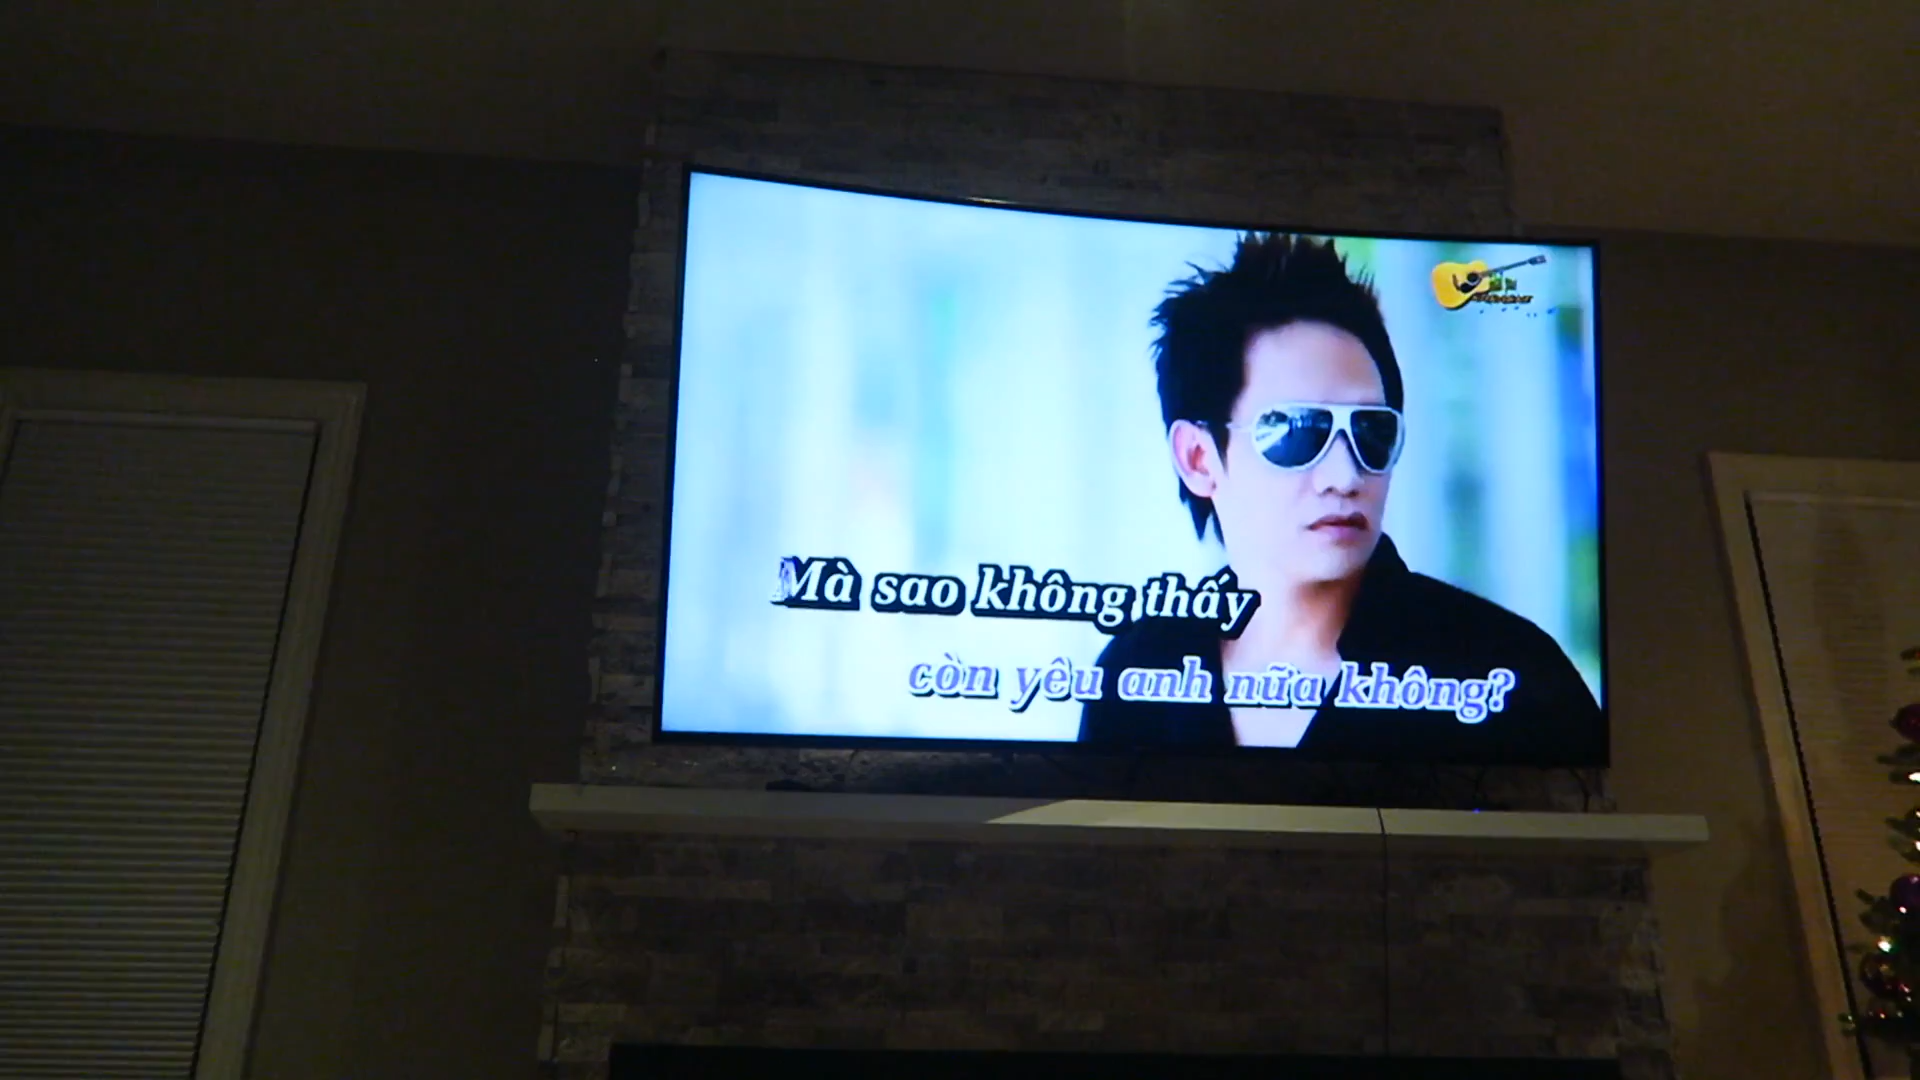 Mà sao không thấy
còn yêu anh nữa không?